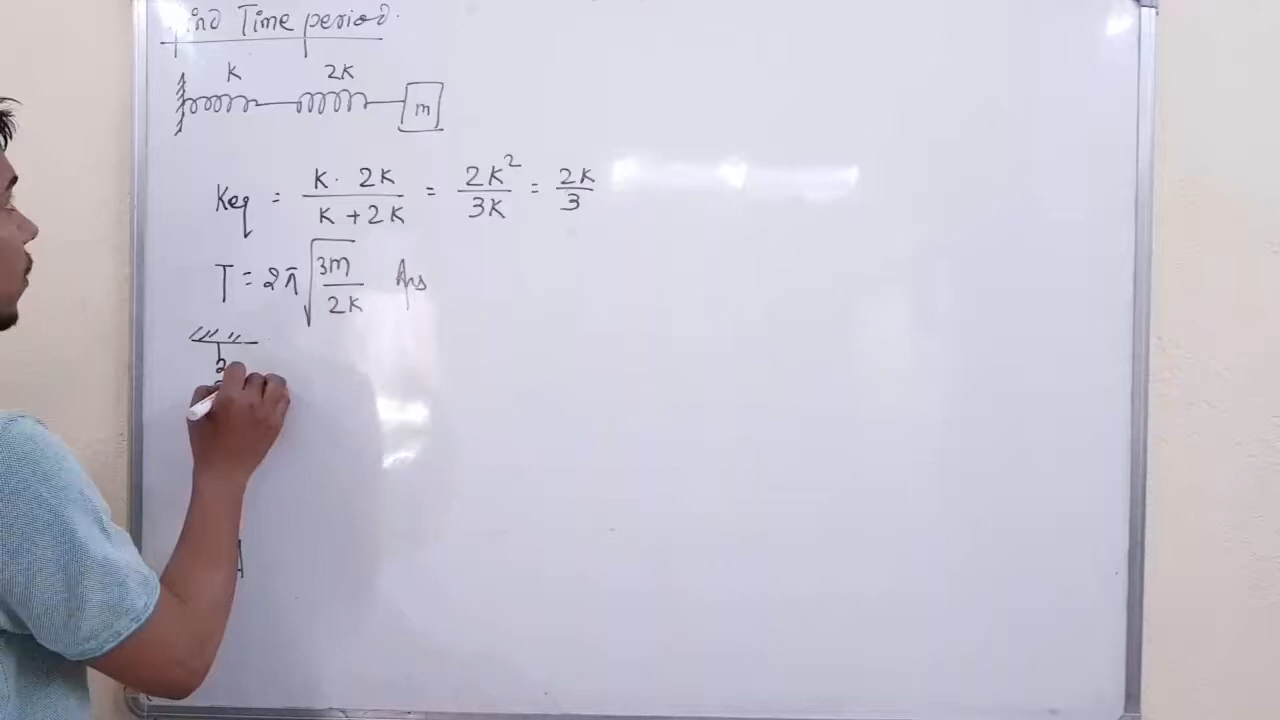 Find Time period.
K 2K
m
Keq = K. 2K / K + 2K = 2K² / 3K = 2K / 3
T = 2π √ 3m / 2K Ans